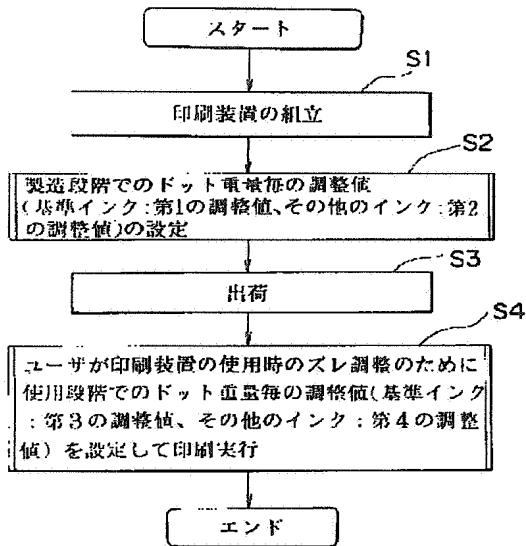 スタート
S1
印刷装置の組立
S2
製造段階でのドット重量毎の調整値
(基準インク:第1の調整値、その他のインク:第2
の調整値)の設定
S3
出荷
S4
ユーザが印刷装置の使用時のズレ調整のために
使用段階でのドット重量毎の調整値(基準インク
:第3の調整値、その他のインク:第4の調整
値)を設定して印刷実行
エンド